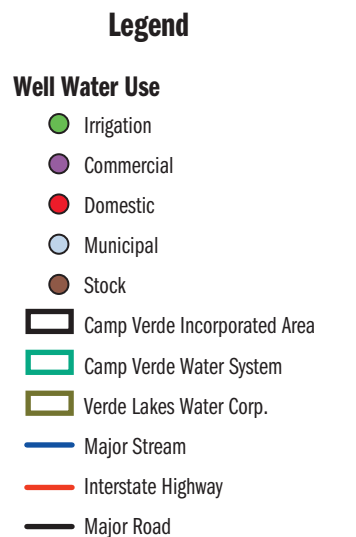 Legend
Well Water Use
Irrigation
Commercial
Domestic
Municipal
Stock
Camp Verde Incorporated Area
Camp Verde Water System
Verde Lakes Water Corp.
Major Stream
Interstate Highway
Major Road